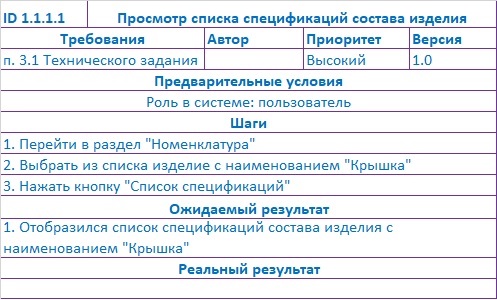 ID 1.1.1.1 Просмотр списка спецификаций состава изделия
Требования Автор Приоритет Версия
п. 3.1 Технического задания Высокий 1.0
Предварительные условия
Роль в системе: пользователь
Шаги
1. Перейти в раздел "Номенклатура"
2. Выбрать из списка изделие с наименованием "Крышка"
3. Нажать кнопку "Список спецификаций"
Ожидаемый результат
1. Отобразился список спецификаций состава изделия с
наименованием "Крышка"
Реальный результат